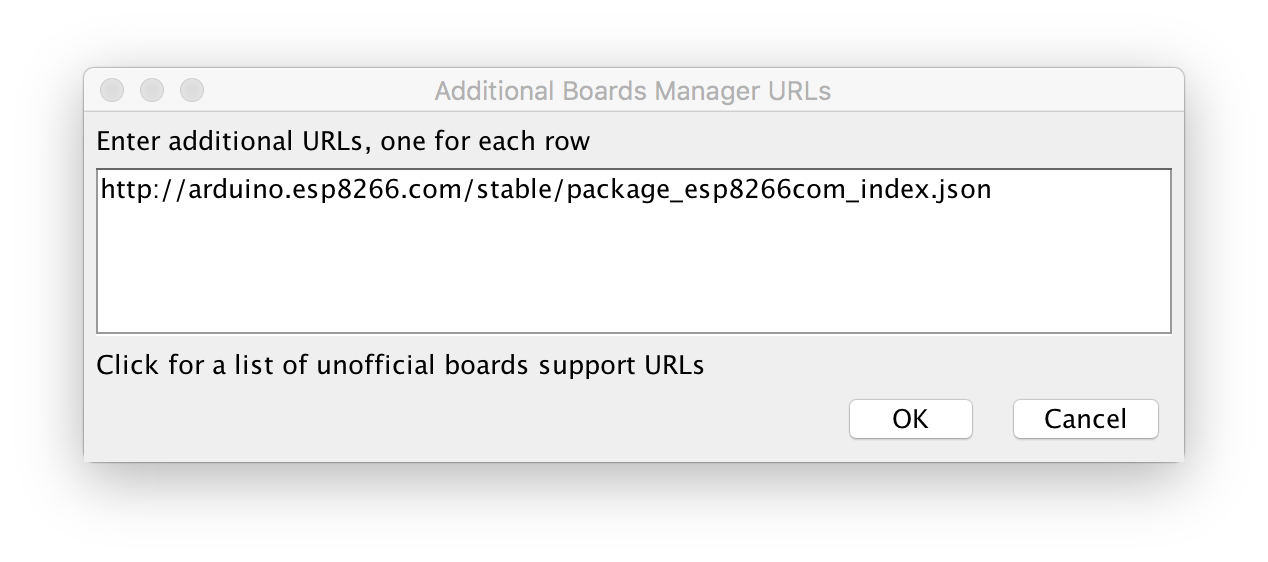 Additional Boards Manager URLs
Enter additional URLs, one for each row
http://arduino.esp8266.com/stable/package_esp8266com_index.json
Click for a list of unofficial boards support URLs
OK Cancel